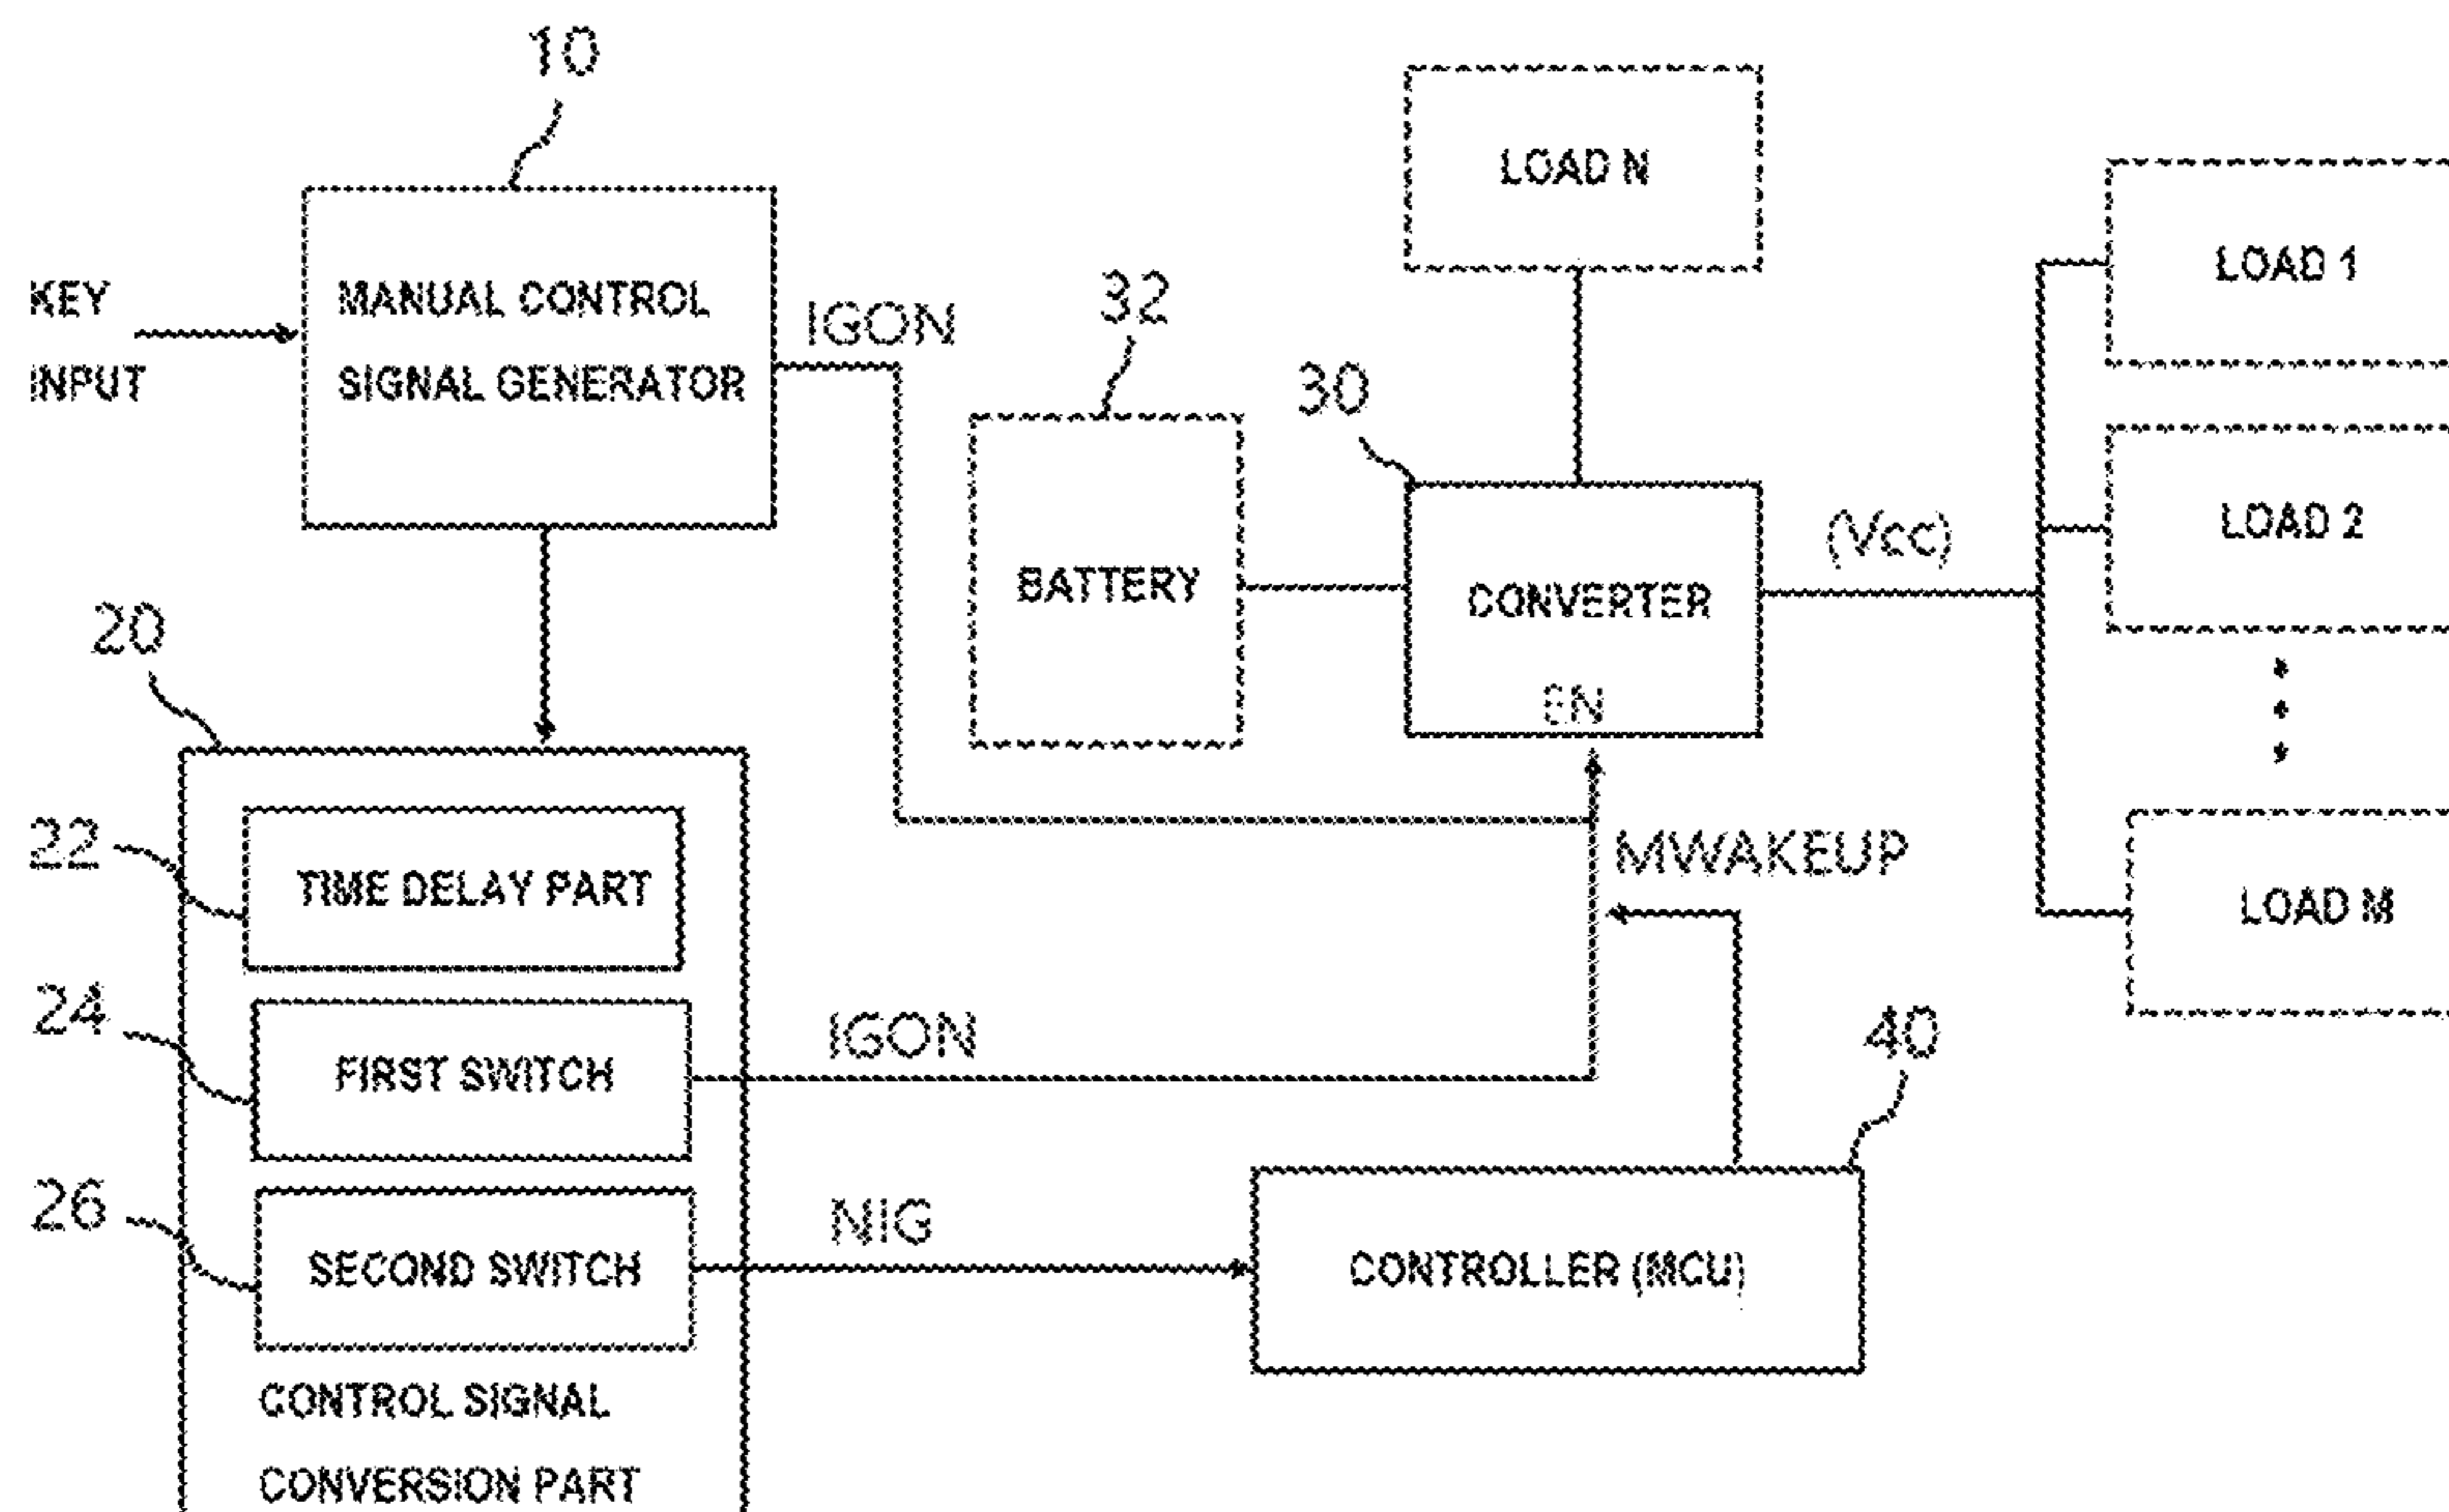 10
KEY
INPUT
MANUAL CONTROL
SIGNAL GENERATOR
IGON
32
BATTERY
30
LOAD N
CONVERTER
EN
(Vcc)
LOAD 1
LOAD 2
LOAD M
MWAKEUP
20
22
TIME DELAY PART
24
FIRST SWITCH
IGON
26
SECOND SWITCH
NIG
40
CONTROLLER (MCU)
CONTROL SIGNAL
CONVERSION PART